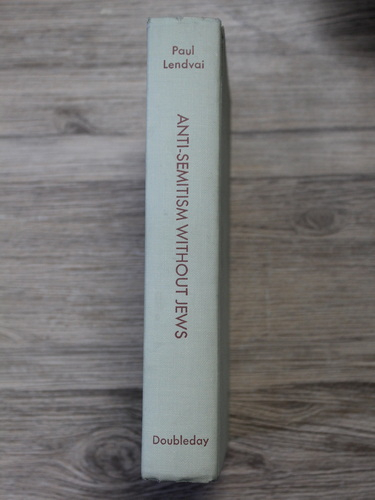 Paul
Lendvai
ANTI-SEMITISM WITHOUT JEWS
Doubleday